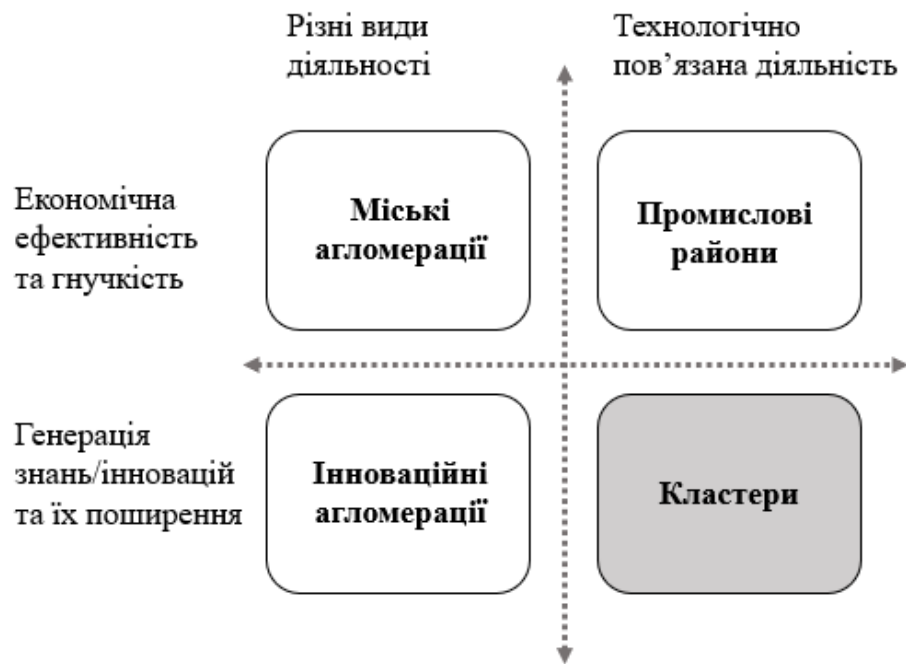 Різні види
діяльності
Технологічно
пов’язана діяльність
Економічна
ефективність
та гнучкість
Міські
агломерації
Промислові
райони
Генерація
знань/інновацій
та їх поширення
Інноваційні
агломерації
Кластери